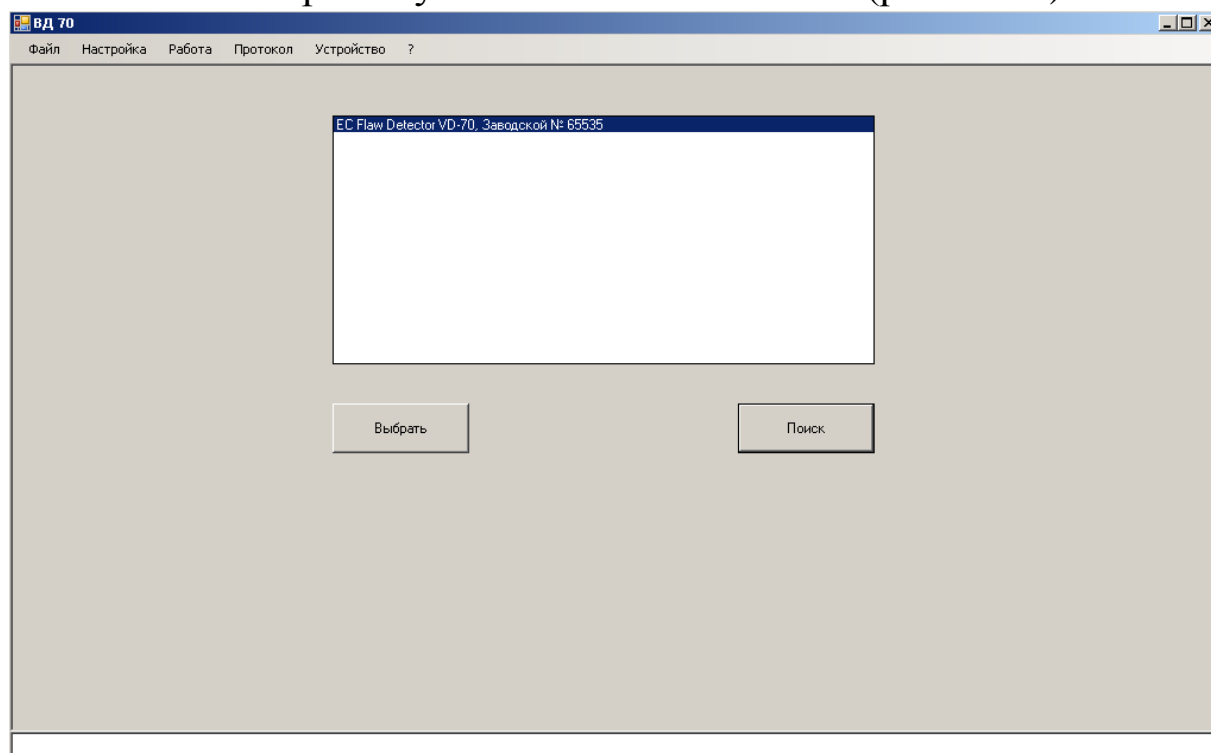 ВД 70
Файл Настройка Работа Протокол Устройство ?
EC Flaw Detector VD-70, Заводской № 65535
Выбрать Поиск